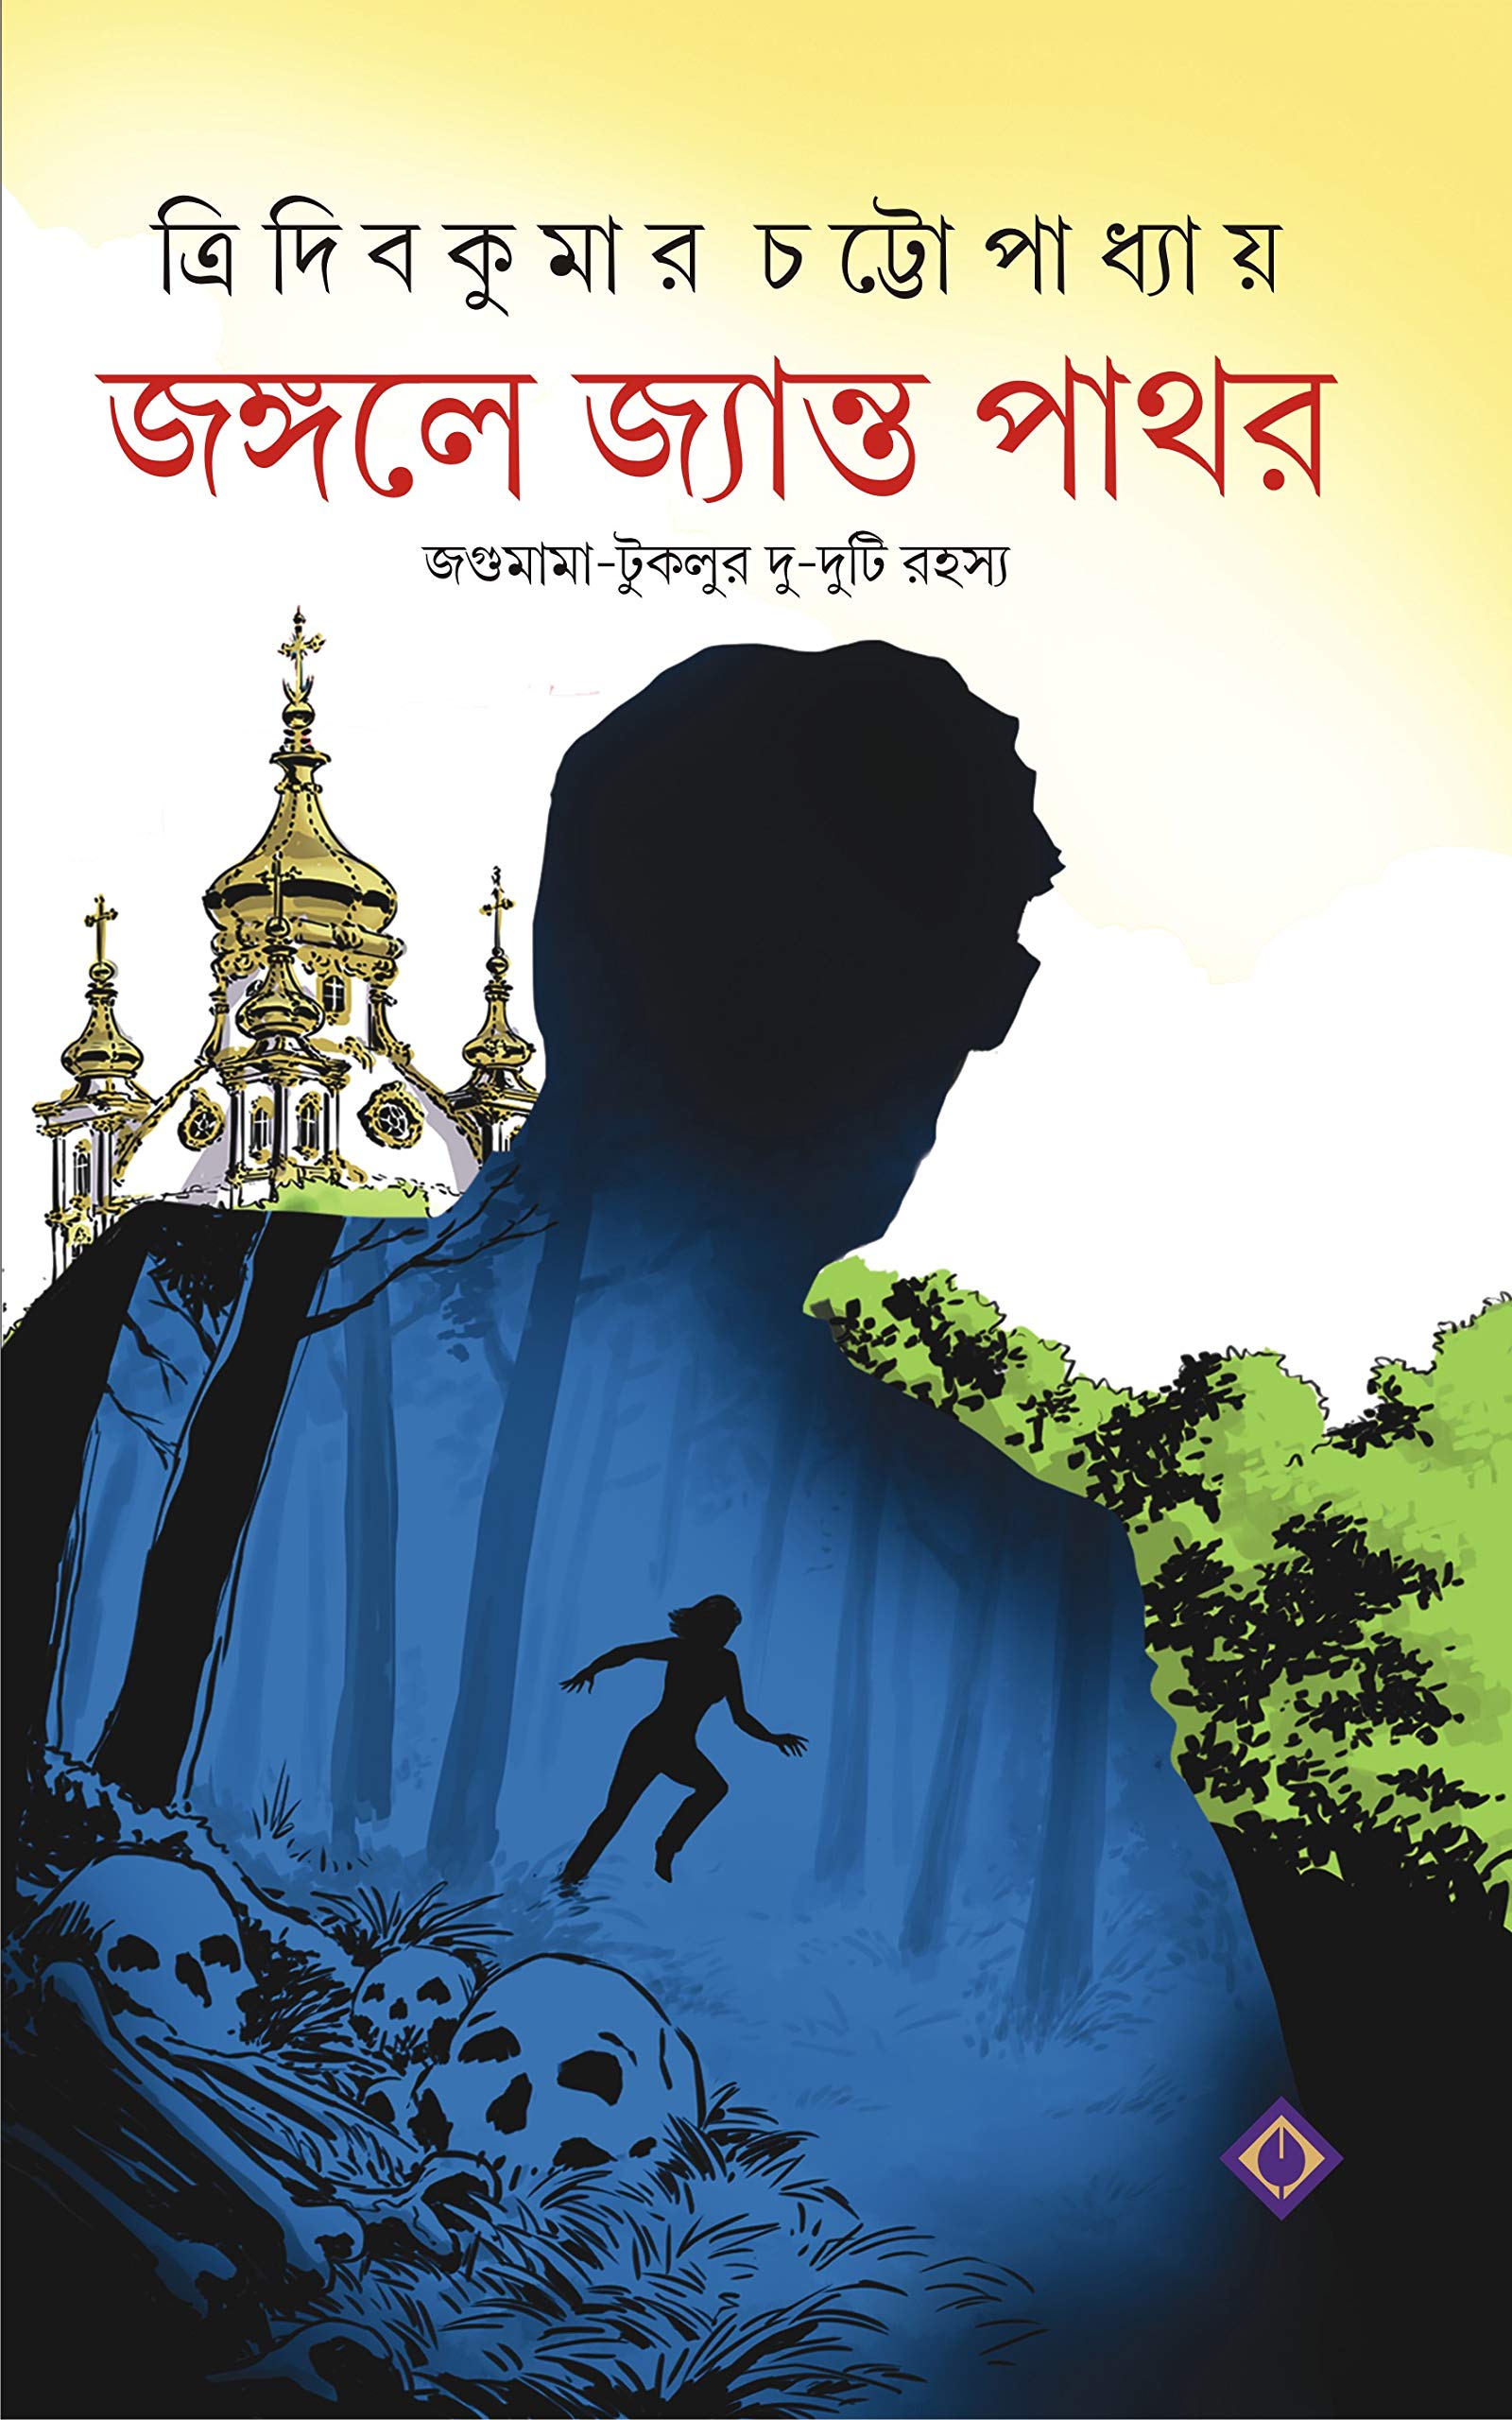 ত্রিদিবকুমার চট্টোপাধ্যায়
জঙ্গলে জ্যান্ত পাথর
জগুমামা-টুকলুর দু-দুটি রহস্য